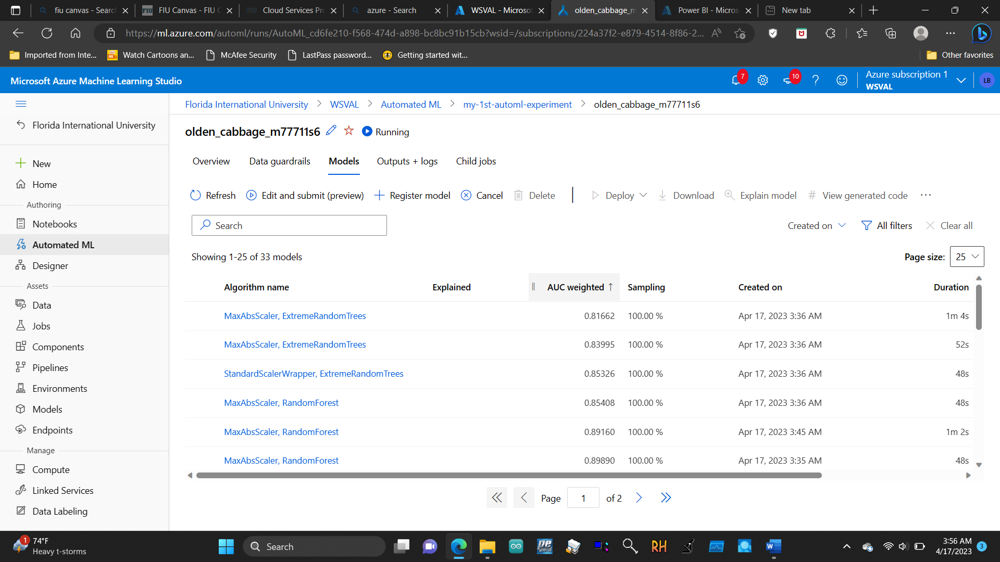 fiu canvas - Searc
FIU Canvas - FIU C
Cloud Services Pro
azure - Search
WSVAL - Microso
olden_cabbage_m
Power BI - Micros
New tab
https://ml.azure.com/automl/runs/AutoML_cd6fe210-f568-474d-a898-bc8bc91b15cb?wsid=/subscriptions/224a37f2-e879-4514-8f86-2...
Imported from Inte...
Watch Cartoons an...
McAfee Security
LastPass password...
Getting started wit...
Other favorites
Microsoft Azure Machine Learning Studio
7
10
Azure subscription 1
WSVAL
LB
Florida International University
WSVAL
Automated ML
my-1st-automl-experiment
olden_cabbage_m77711s6
Florida International University
olden_cabbage_m77711s6
Running
Overview
Data guardrails
Models
Outputs + logs
Child jobs
New
Home
Authoring
Notebooks
Automated ML
Designer
Assets
Data
Jobs
Components
Pipelines
Environments
Models
Endpoints
Manage
Compute
Linked Services
Data Labeling
Refresh
Edit and submit (preview)
Register model
Cancel
Delete
Deploy
Download
Explain model
View generated code
Search
Created on
All filters
Clear all
Showing 1-25 of 33 models
Page size: 25
Algorithm name Explained AUC weighted Sampling Created on Duration
MaxAbsScaler, ExtremeRandomTrees 0.81662 100.00 % Apr 17, 2023 3:36 AM 1m 4s
MaxAbsScaler, ExtremeRandomTrees 0.83995 100.00 % Apr 17, 2023 3:36 AM 52s
StandardScalerWrapper, ExtremeRandomTrees 0.85326 100.00 % Apr 17, 2023 3:36 AM 48s
MaxAbsScaler, RandomForest 0.85408 100.00 % Apr 17, 2023 3:36 AM 48s
MaxAbsScaler, RandomForest 0.89160 100.00 % Apr 17, 2023 3:45 AM 1m 2s
MaxAbsScaler, RandomForest 0.89890 100.00 % Apr 17, 2023 3:35 AM 48s
Page 1 of 2
1
74°F
Heavy t-storms
Search
RH
3:56 AM
4/17/2023
3